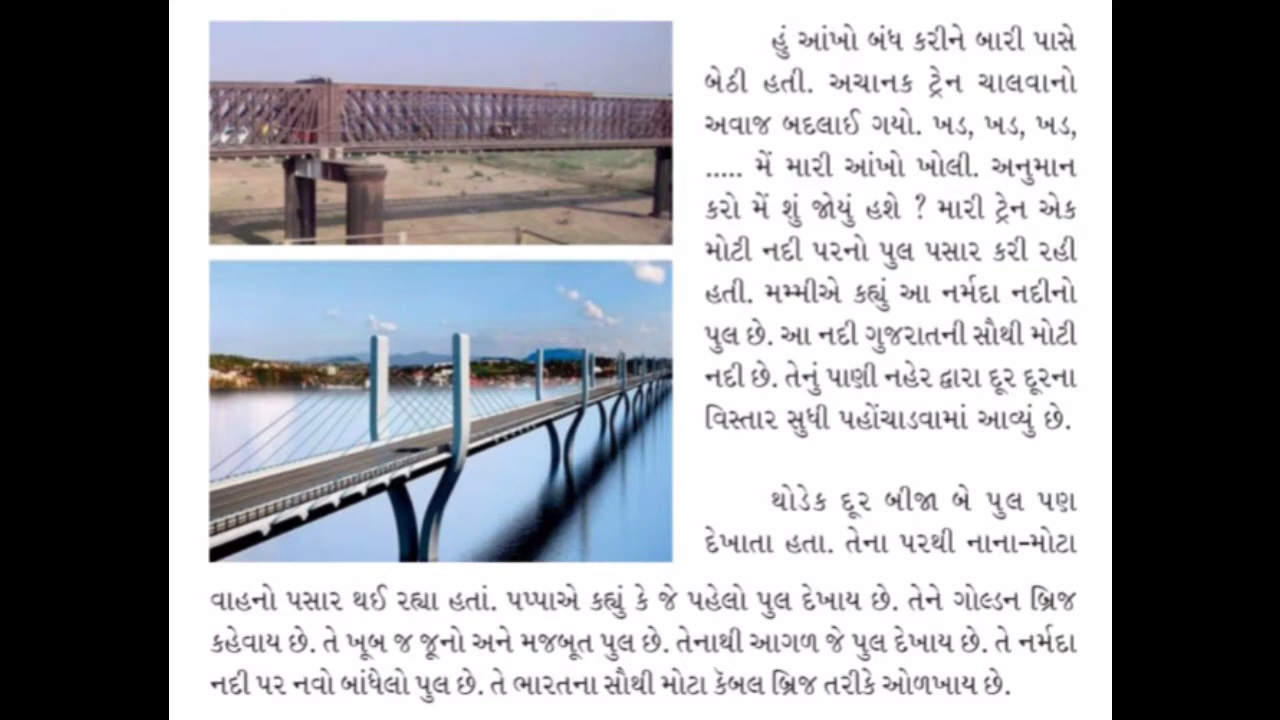 હું આંખો બંધ કરીને બારી પાસે
બેઠી હતી. અચાનક ટ્રેન ચાલવાનો
અવાજ બદલાઈ ગયો. ખડ, ખડ, ખડ,
..... મેં મારી આંખો ખોલી. અનુમાન
કરો મેં શું જોયું હશે ? મારી ટ્રેન એક
મોટી નદી પરનો પુલ પસાર કરી રહી
હતી. મમ્મીએ કહ્યું આ નર્મદા નદીનો
પુલ છે. આ નદી ગુજરાતની સૌથી મોટી
નદી છે. તેનું પાણી નહેર દ્વારા દૂર દૂરના
વિસ્તાર સુધી પહોંચાડવામાં આવ્યું છે.
થોડેક દૂર બીજા બે પુલ પણ
દેખાતા હતા. તેના પરથી નાના-મોટા
વાહનો પસાર થઈ રહ્યા હતાં. પપ્પાએ કહ્યું કે જે પહેલો પુલ દેખાય છે. તેને ગોલ્ડન બ્રિજ
કહેવાય છે. તે ખૂબ જ જૂનો અને મજબૂત પુલ છે. તેનાથી આગળ જે પુલ દેખાય છે. તે નર્મદા
નદી પર નવો બાંધેલો પુલ છે. તે ભારતના સૌથી મોટા કૅબલ બ્રિજ તરીકે ઓળખાય છે.